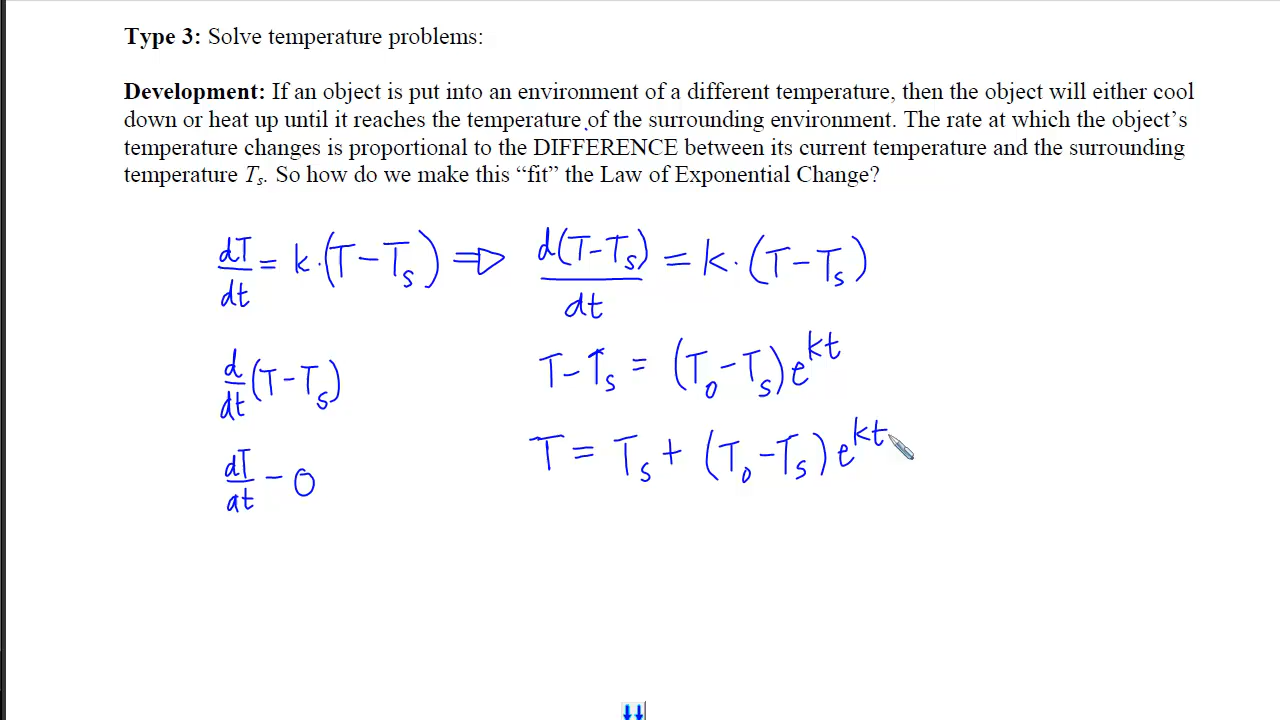 Type 3: Solve temperature problems:
Development: If an object is put into an environment of a different temperature, then the object will either cool
down or heat up until it reaches the temperature of the surrounding environment. The rate at which the object’s
temperature changes is proportional to the DIFFERENCE between its current temperature and the surrounding
temperature Tₛ. So how do we make this “fit” the Law of Exponential Change?
dT/dt = k·(T−Tₛ) ⇒ d(T−Tₛ)/dt = k·(T−Tₛ)
d/dt (T−Tₛ)
T−Tₛ = (T₀−Tₛ)e^kt
dT/dt − 0
T = Tₛ + (T₀−Tₛ)e^kt